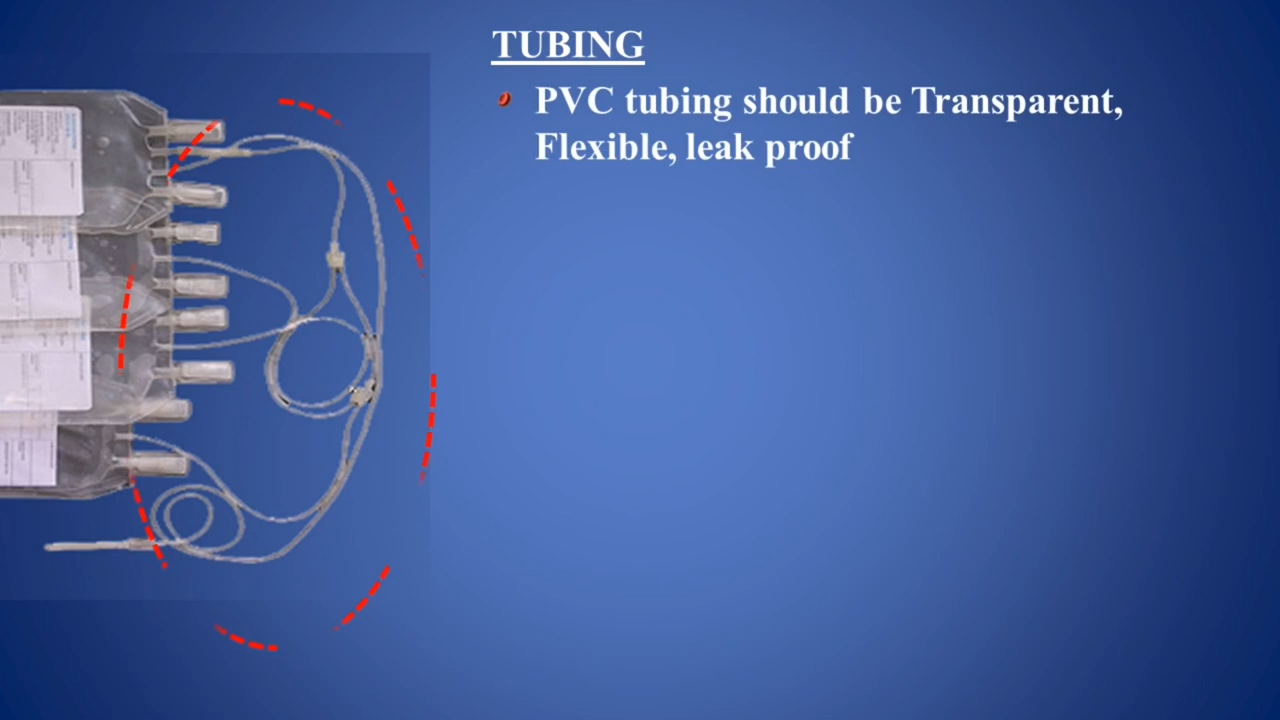 TUBING
PVC tubing should be Transparent,
Flexible, leak proof